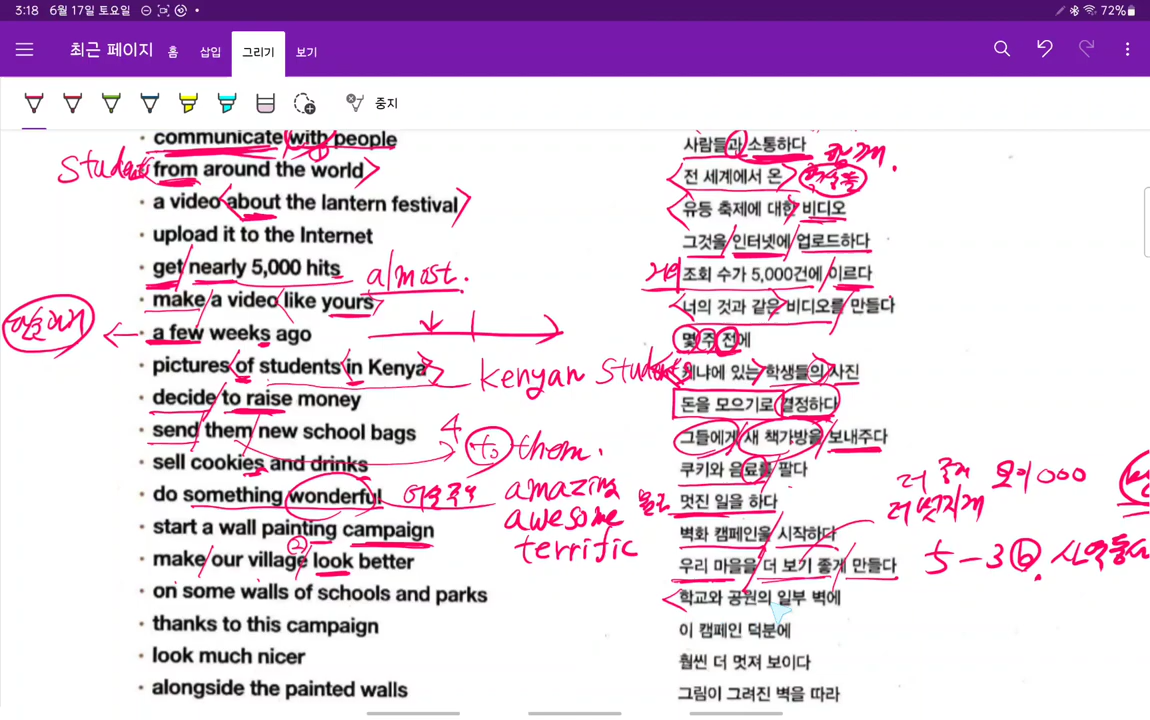 3:18 6월 17일 토요일 72%
최근 페이지 홈 삽입 그리기 보기
중지
communicate with people 사람들과 소통하다
함께.
Student from around the world 전 세계에서 온 학생들
a video about the lantern festival 유등 축제에 대한 비디오
upload it to the Internet 그것을 인터넷에 업로드하다
get nearly 5,000 hits almost. 거의 조회 수가 5,000건에 이르다
make a video like yours 너의 것과 같은 비디오를 만들다
a few weeks ago 몇 주 전에
pictures of students in Kenya Kenyan Students 케냐에 있는 학생들의 사진
decide to raise money 돈을 모으기로 결정하다
send them new school bags 4 to them. 그들에게 새 책가방을 보내주다
sell cookies and drinks 쿠키와 음료를 팔다
do something wonderful amazing 멋진 일을 하다
awesome
terrific
더 멋지게
start a wall painting campaign 벽화 캠페인을 시작하다
make our village look better 우리 마을을 더 보기 좋게 만들다
5-3 ⑥
on some walls of schools and parks 학교와 공원의 일부 벽에
thanks to this campaign 이 캠페인 덕분에
look much nicer 훨씬 더 멋져 보이다
alongside the painted walls 그림이 그려진 벽을 따라